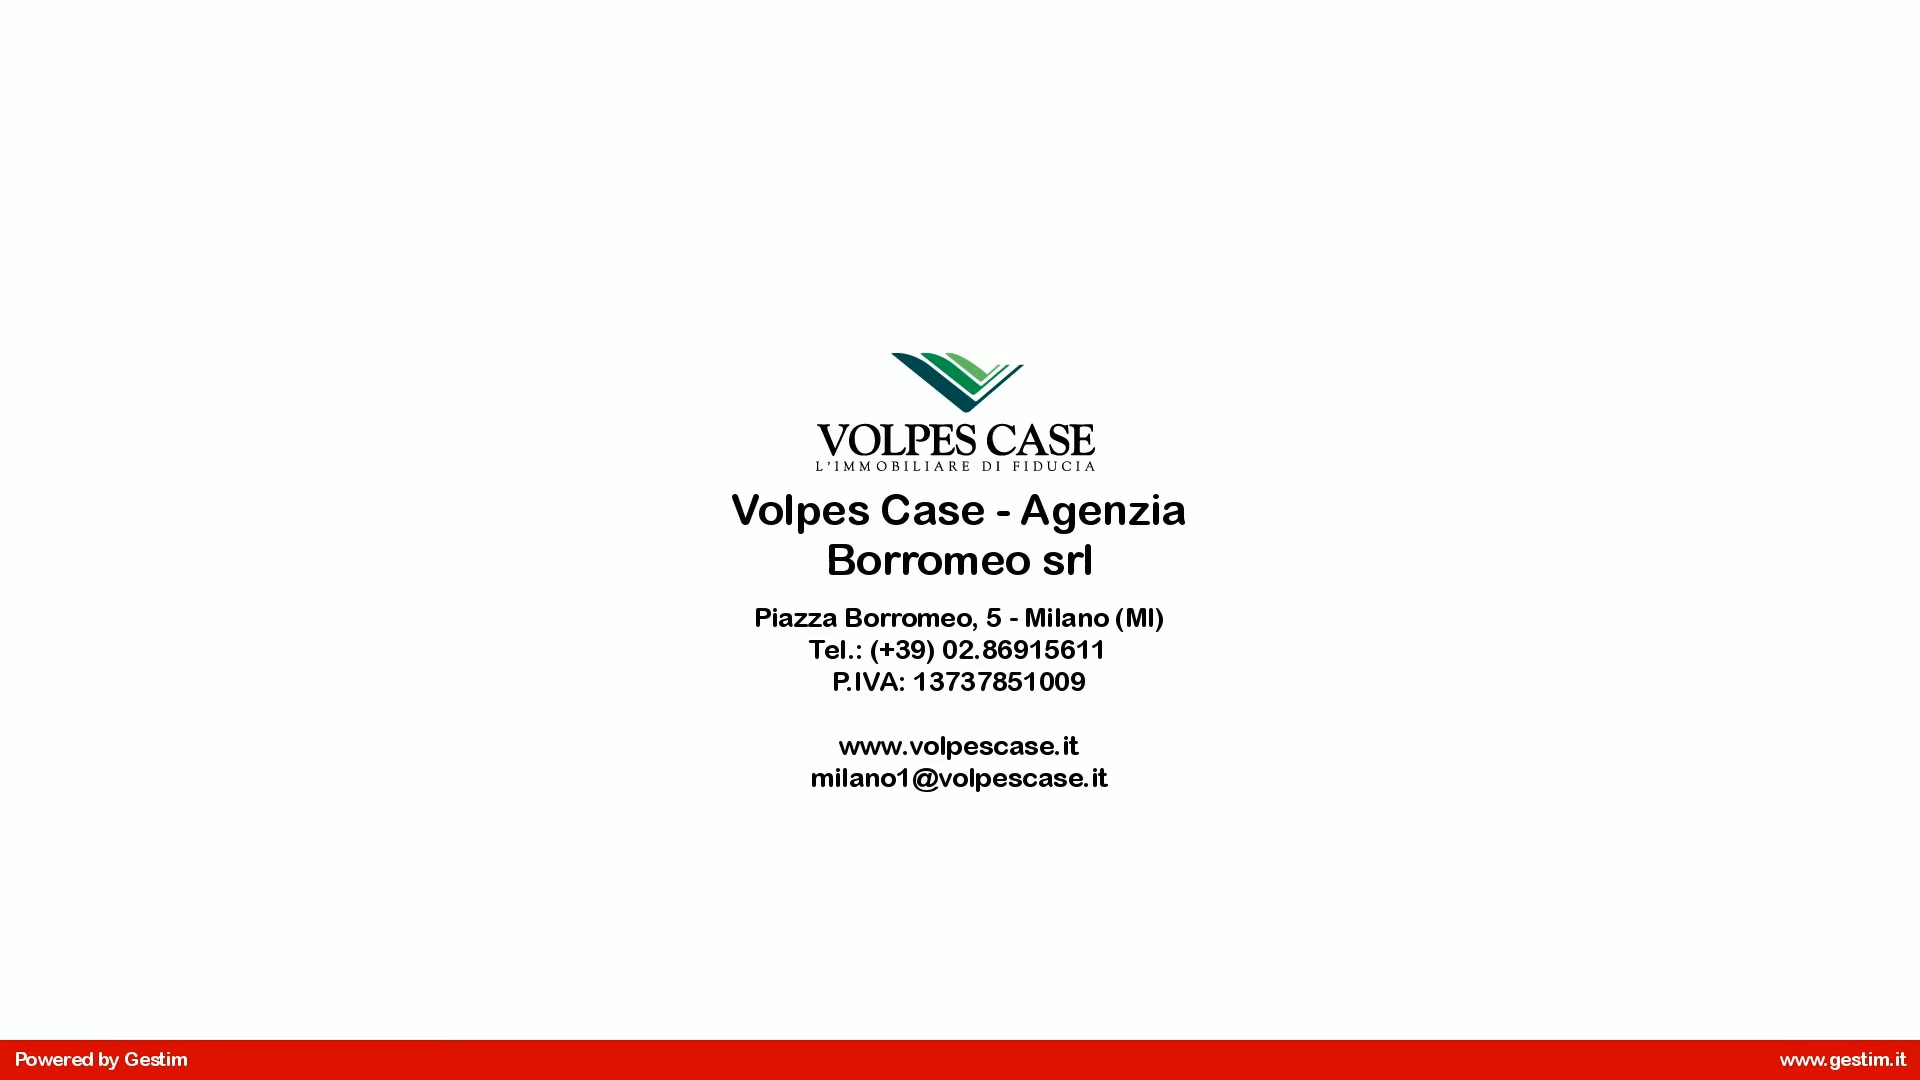 VOLPES CASE
L'IMMOBILIARE DI FIDUCIA
Volpes Case - Agenzia
Borromeo srl
Piazza Borromeo, 5 - Milano (MI)
Tel.: (+39) 02.86915611
P.IVA: 13737851009
www.volpescase.it
milano1@volpescase.it
Powered by Gestim
www.gestim.it